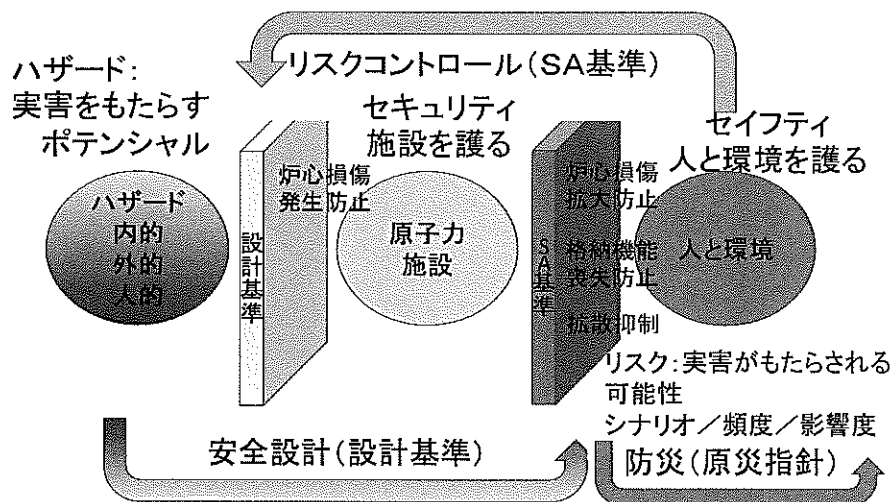 リスクコントロール(SA基準)
ハザード:
実害をもたらす
ポテンシャル
セキュリティ
施設を護る
セイフティ
人と環境を護る
ハザード
内的
外的
人的
設計基準
炉心損傷
発生防止
原子力
施設
SA基準
炉心損傷
拡大防止
格納機能
喪失防止
拡散抑制
人と環境
リスク:実害がもたらされる
可能性
シナリオ/頻度/影響度
安全設計(設計基準)
防災(原災指針)